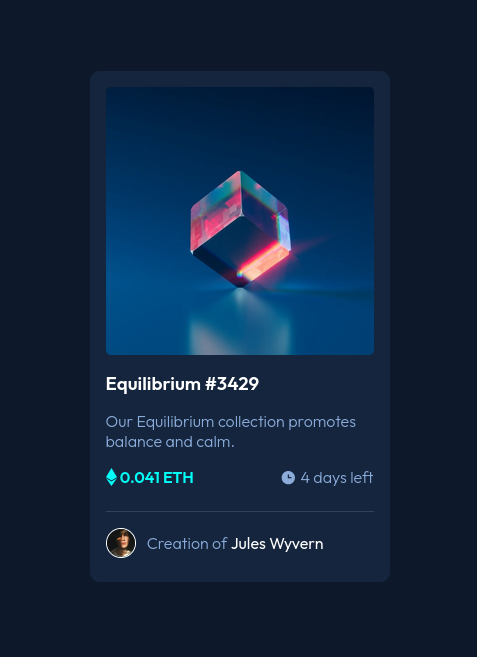 Equilibrium #3429
Our Equilibrium collection promotes
balance and calm.
0.041 ETH
4 days left
Creation of Jules Wyvern